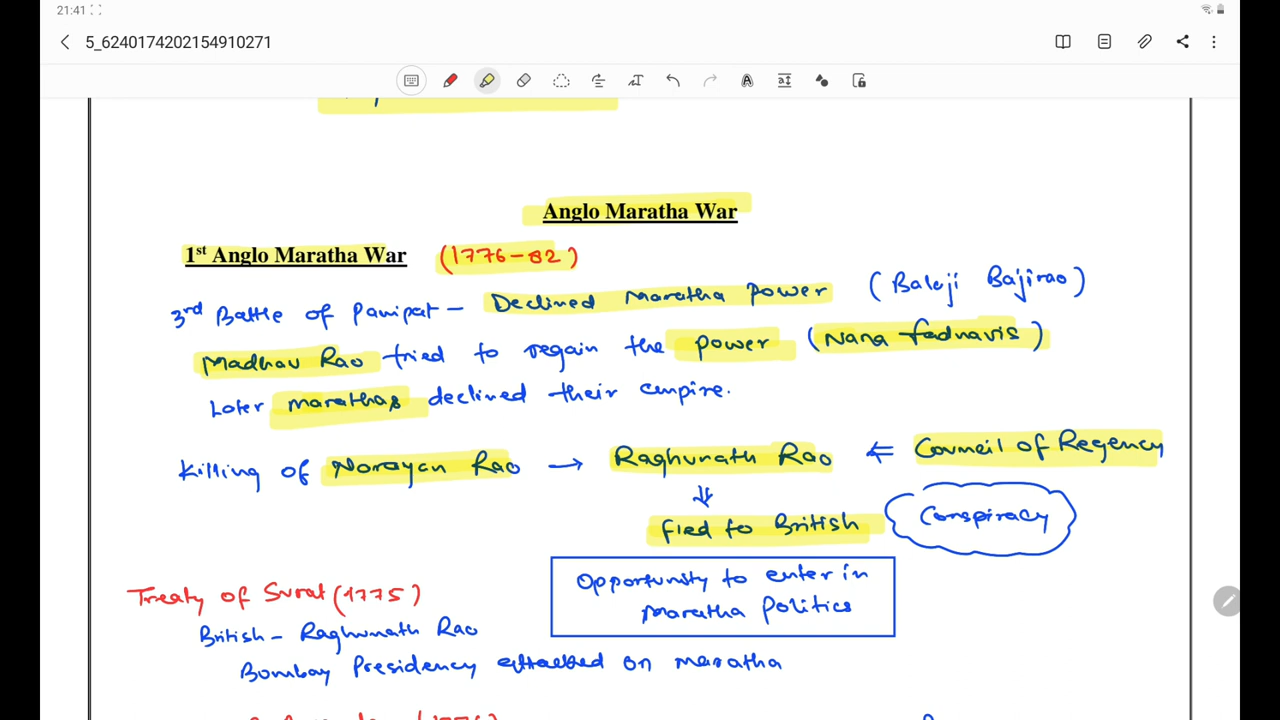 21:41
5_6240174202154910271
Anglo Maratha War
1st Anglo Maratha War (1776-82)
3rd Battle of Panipat - Declined Maratha power (Balaji Bajirao)
Madhav Rao tried to regain the power (Nana fadnavis)
Later marathas declined their empire.
Killing of Narayan Rao → Raghunath Rao ⇐ Council of Regency
⇓
fled to British
Conspiracy
Opportunity to enter in
Maratha Politics
Treaty of Surat (1775)
British - Raghunath Rao
Bombay Presidency attacked on maratha